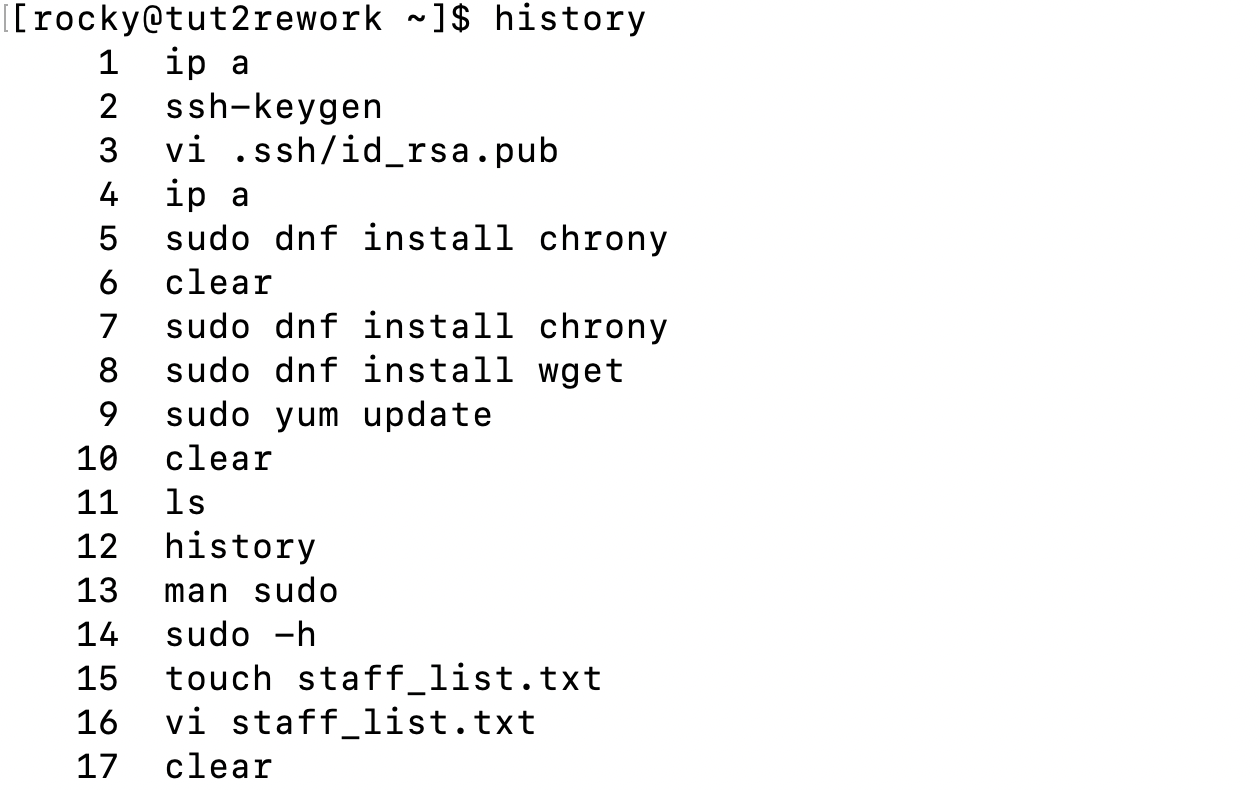 [[rocky@tut2rework ~]$ history
1 ip a
2 ssh-keygen
3 vi .ssh/id_rsa.pub
4 ip a
5 sudo dnf install chrony
6 clear
7 sudo dnf install chrony
8 sudo dnf install wget
9 sudo yum update
10 clear
11 ls
12 history
13 man sudo
14 sudo -h
15 touch staff_list.txt
16 vi staff_list.txt
17 clear